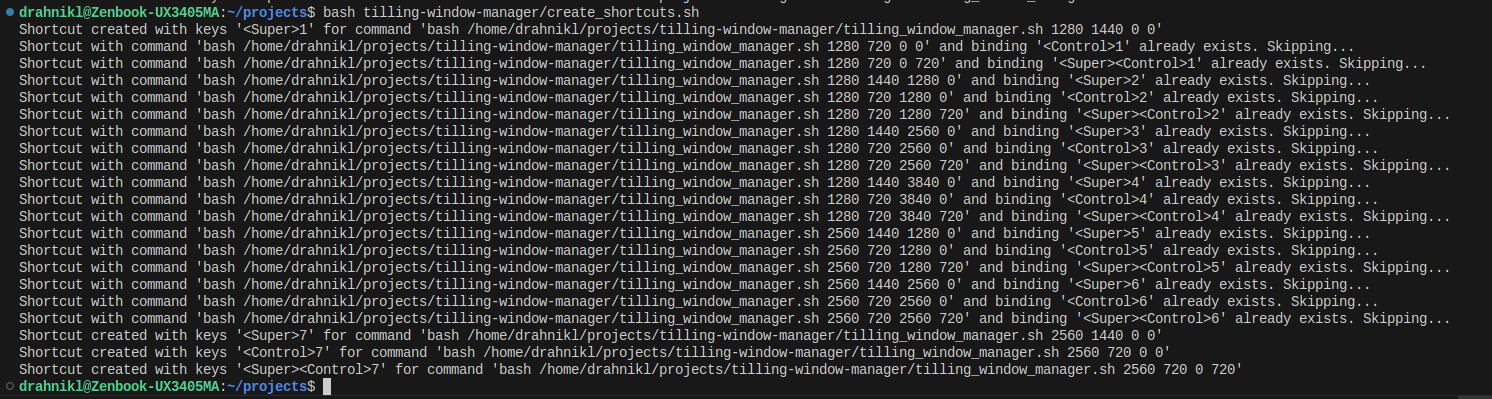 drahnikl@Zenbook-UX3405MA:~/projects$ bash tilling-window-manager/create_shortcuts.sh
Shortcut created with keys '<Super>1' for command 'bash /home/drahnikl/projects/tilling-window-manager/tilling_window_manager.sh 1280 1440 0 0'
Shortcut with command 'bash /home/drahnikl/projects/tilling-window-manager/tilling_window_manager.sh 1280 720 0 0' and binding '<Control>1' already exists. Skipping...
Shortcut with command 'bash /home/drahnikl/projects/tilling-window-manager/tilling_window_manager.sh 1280 720 0 720' and binding '<Super><Control>1' already exists. Skipping...
Shortcut with command 'bash /home/drahnikl/projects/tilling-window-manager/tilling_window_manager.sh 1280 1440 1280 0' and binding '<Super>2' already exists. Skipping...
Shortcut with command 'bash /home/drahnikl/projects/tilling-window-manager/tilling_window_manager.sh 1280 720 1280 0' and binding '<Control>2' already exists. Skipping...
Shortcut with command 'bash /home/drahnikl/projects/tilling-window-manager/tilling_window_manager.sh 1280 720 1280 720' and binding '<Super><Control>2' already exists. Skipping...
Shortcut with command 'bash /home/drahnikl/projects/tilling-window-manager/tilling_window_manager.sh 1280 1440 2560 0' and binding '<Super>3' already exists. Skipping...
Shortcut with command 'bash /home/drahnikl/projects/tilling-window-manager/tilling_window_manager.sh 1280 720 2560 0' and binding '<Control>3' already exists. Skipping...
Shortcut with command 'bash /home/drahnikl/projects/tilling-window-manager/tilling_window_manager.sh 1280 720 2560 720' and binding '<Super><Control>3' already exists. Skipping...
Shortcut with command 'bash /home/drahnikl/projects/tilling-window-manager/tilling_window_manager.sh 1280 1440 3840 0' and binding '<Super>4' already exists. Skipping...
Shortcut with command 'bash /home/drahnikl/projects/tilling-window-manager/tilling_window_manager.sh 1280 720 3840 0' and binding '<Control>4' already exists. Skipping...
Shortcut with command 'bash /home/drahnikl/projects/tilling-window-manager/tilling_window_manager.sh 1280 720 3840 720' and binding '<Super><Control>4' already exists. Skipping...
Shortcut with command 'bash /home/drahnikl/projects/tilling-window-manager/tilling_window_manager.sh 2560 1440 1280 0' and binding '<Super>5' already exists. Skipping...
Shortcut with command 'bash /home/drahnikl/projects/tilling-window-manager/tilling_window_manager.sh 2560 720 1280 0' and binding '<Control>5' already exists. Skipping...
Shortcut with command 'bash /home/drahnikl/projects/tilling-window-manager/tilling_window_manager.sh 2560 720 1280 720' and binding '<Super><Control>5' already exists. Skipping...
Shortcut with command 'bash /home/drahnikl/projects/tilling-window-manager/tilling_window_manager.sh 2560 1440 2560 0' and binding '<Super>6' already exists. Skipping...
Shortcut with command 'bash /home/drahnikl/projects/tilling-window-manager/tilling_window_manager.sh 2560 720 2560 0' and binding '<Control>6' already exists. Skipping...
Shortcut with command 'bash /home/drahnikl/projects/tilling-window-manager/tilling_window_manager.sh 2560 720 2560 720' and binding '<Super><Control>6' already exists. Skipping...
Shortcut created with keys '<Super>7' for command 'bash /home/drahnikl/projects/tilling-window-manager/tilling_window_manager.sh 2560 1440 0 0'
Shortcut created with keys '<Control>7' for command 'bash /home/drahnikl/projects/tilling-window-manager/tilling_window_manager.sh 2560 720 0 0'
Shortcut created with keys '<Super><Control>7' for command 'bash /home/drahnikl/projects/tilling-window-manager/tilling_window_manager.sh 2560 720 0 720'
drahnikl@Zenbook-UX3405MA:~/projects$